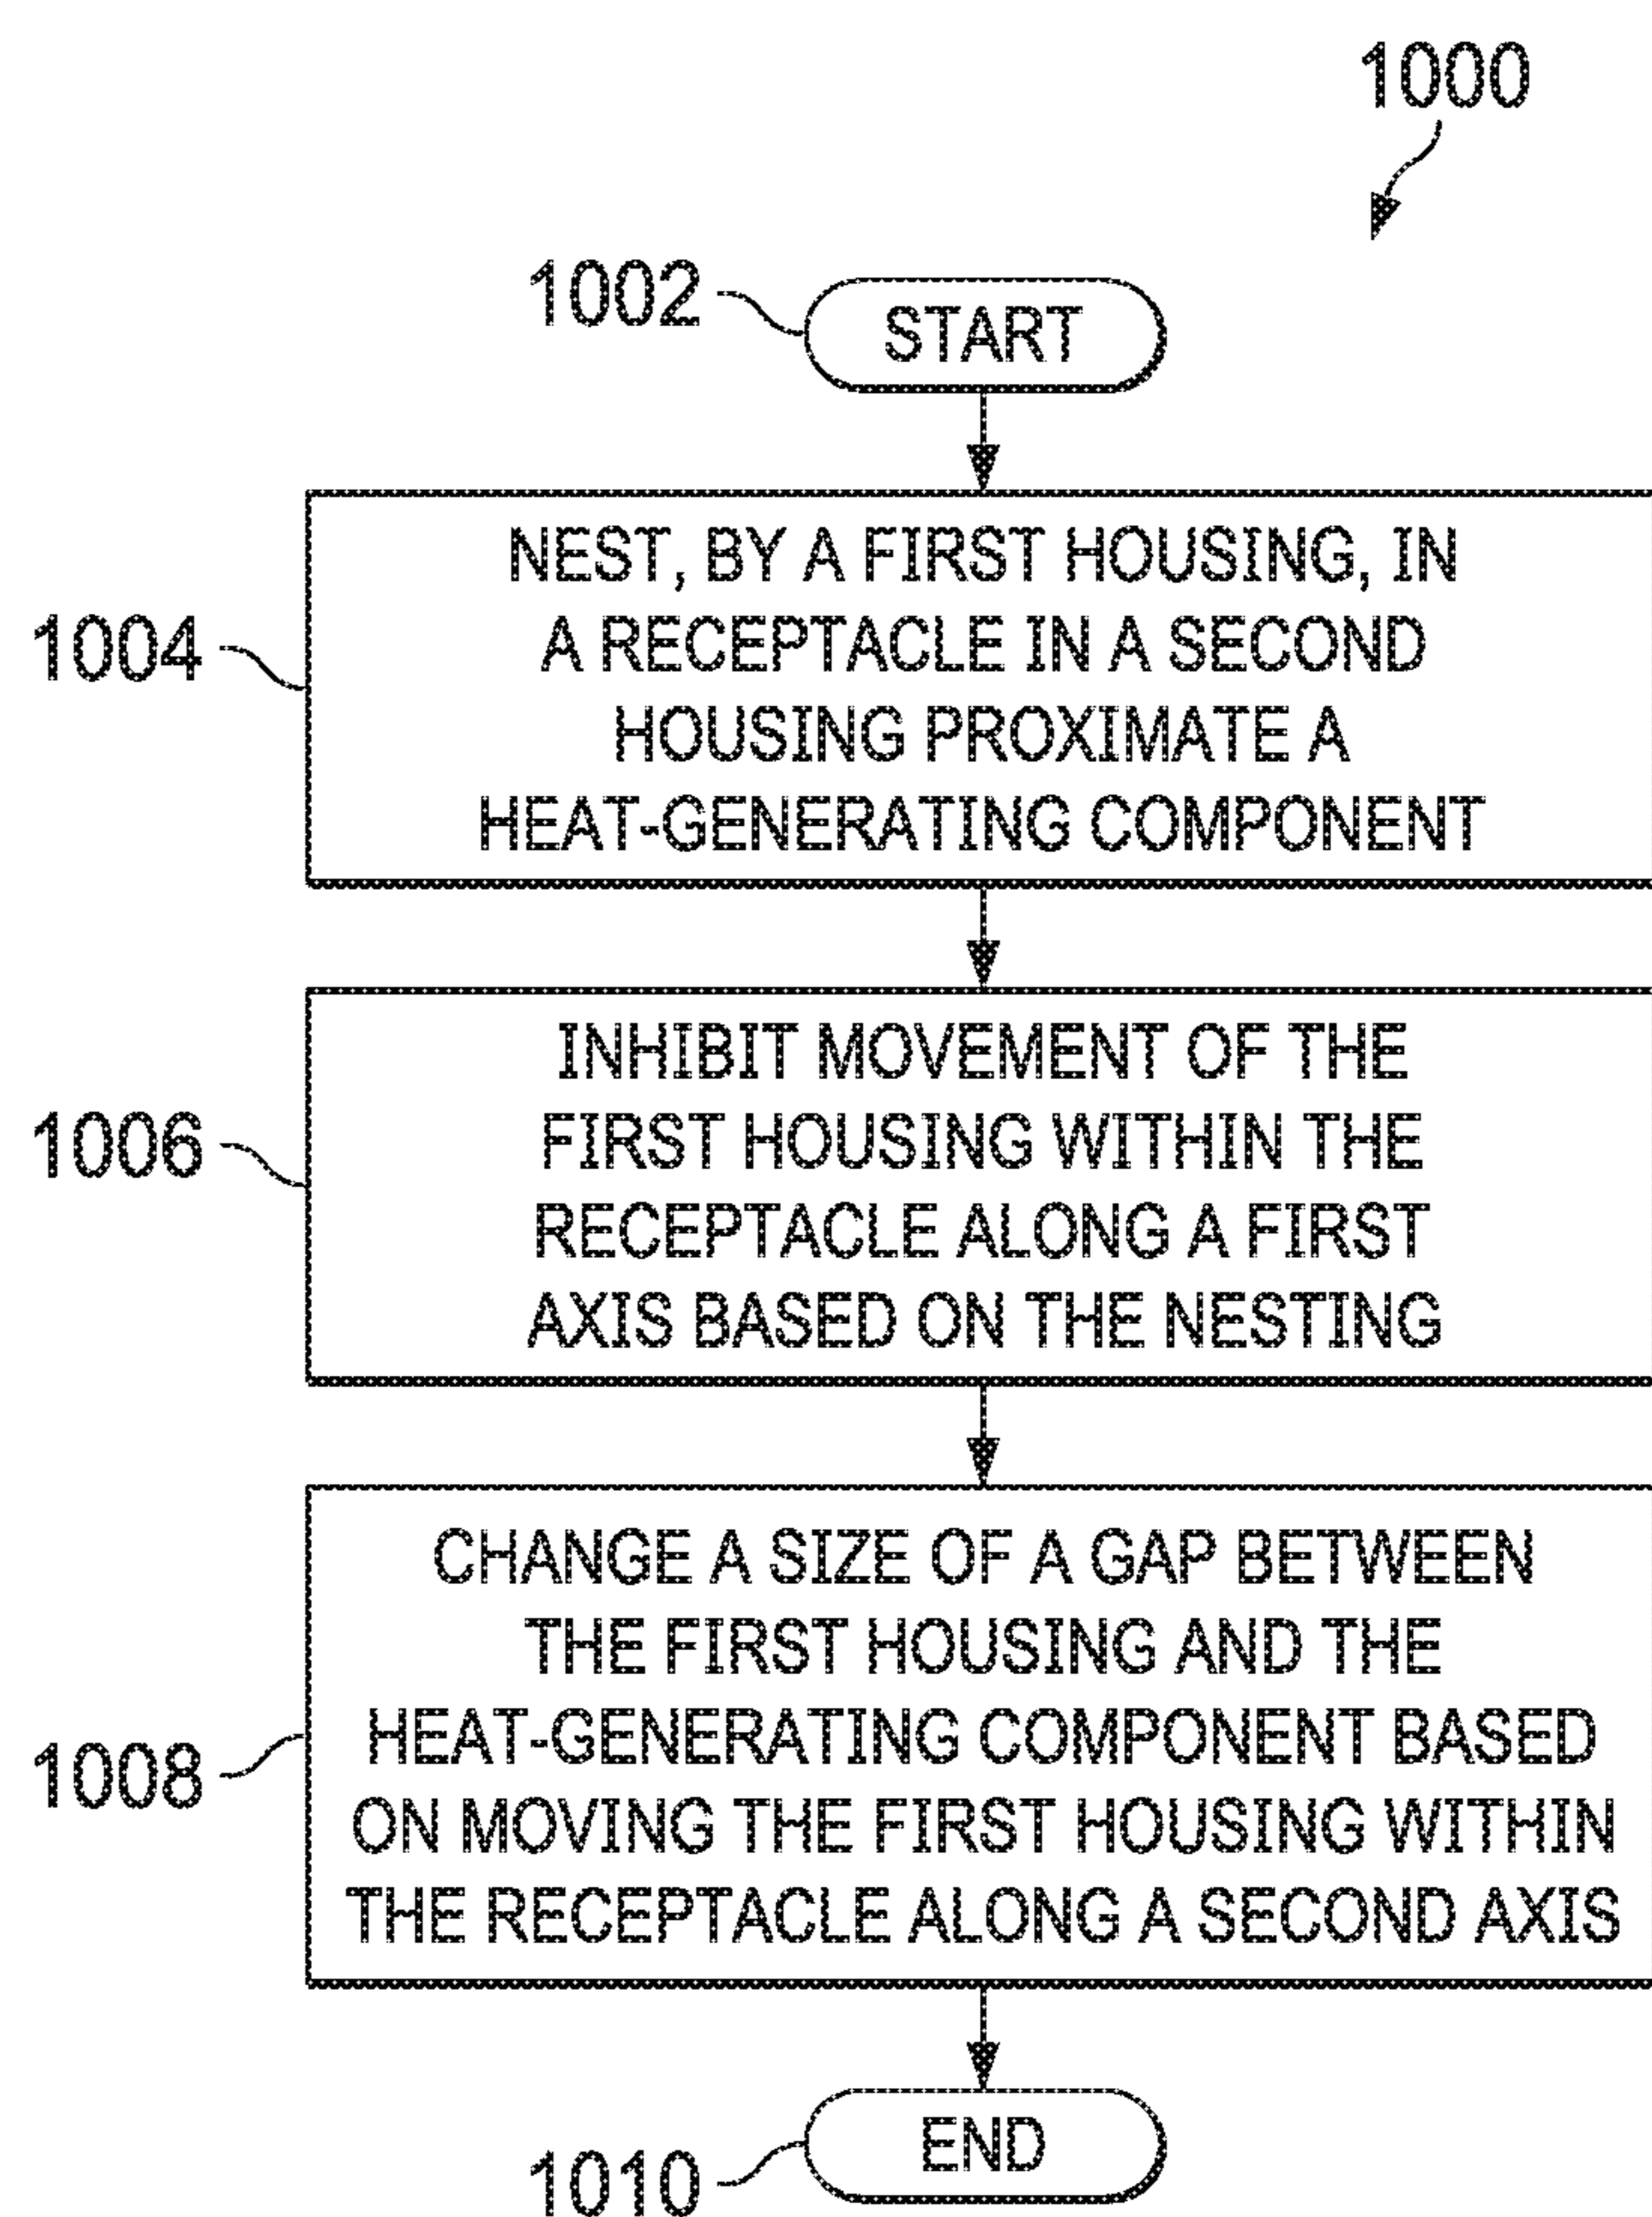 1000
1002
START
1004
NEST, BY A FIRST HOUSING, IN
A RECEPTACLE IN A SECOND
HOUSING PROXIMATE A
HEAT-GENERATING COMPONENT
1006
INHIBIT MOVEMENT OF THE
FIRST HOUSING WITHIN THE
RECEPTACLE ALONG A FIRST
AXIS BASED ON THE NESTING
1008
CHANGE A SIZE OF A GAP BETWEEN
THE FIRST HOUSING AND THE
HEAT-GENERATING COMPONENT BASED
ON MOVING THE FIRST HOUSING WITHIN
THE RECEPTACLE ALONG A SECOND AXIS
1010
END